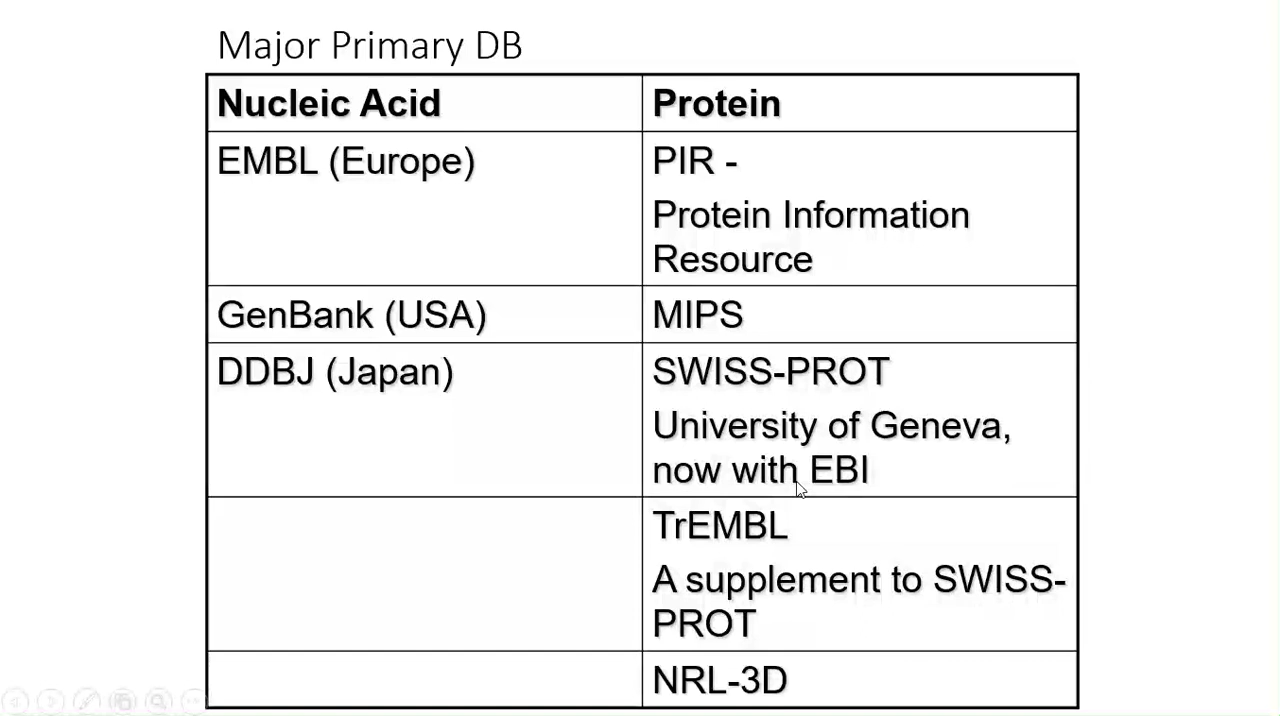 Major Primary DB
Nucleic Acid
Protein
EMBL (Europe)
PIR -
Protein Information
Resource
GenBank (USA)
MIPS
DDBJ (Japan)
SWISS-PROT
University of Geneva,
now with EBI
TrEMBL
A supplement to SWISS-
PROT
NRL-3D